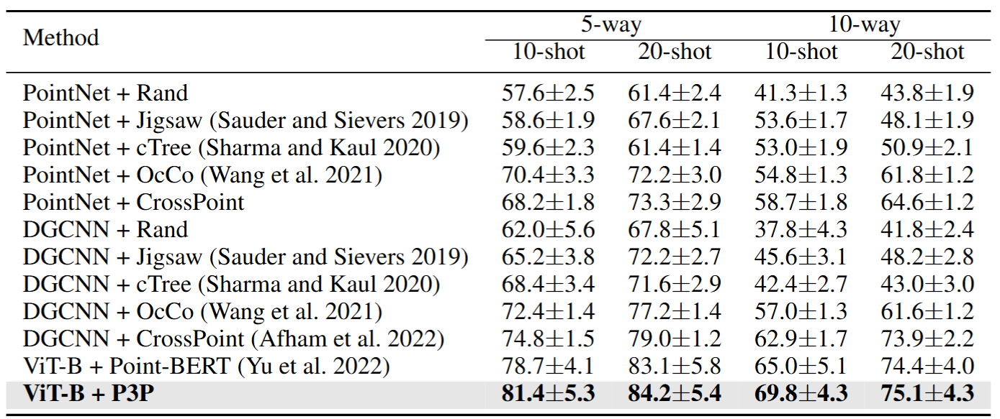 Method 5-way 10-way
10-shot 20-shot 10-shot 20-shot
PointNet + Rand 57.6±2.5 61.4±2.4 41.3±1.3 43.8±1.9
PointNet + Jigsaw (Sauder and Sievers 2019) 58.6±1.9 67.6±2.1 53.6±1.7 48.1±1.9
PointNet + cTree (Sharma and Kaul 2020) 59.6±2.3 61.4±1.4 53.0±1.9 50.9±2.1
PointNet + OcCo (Wang et al. 2021) 70.4±3.3 72.2±3.0 54.8±1.3 61.8±1.2
PointNet + CrossPoint 68.2±1.8 73.3±2.9 58.7±1.8 64.6±1.2
DGCNN + Rand 62.0±5.6 67.8±5.1 37.8±4.3 41.8±2.4
DGCNN + Jigsaw (Sauder and Sievers 2019) 65.2±3.8 72.2±2.7 45.6±3.1 48.2±2.8
DGCNN + cTree (Sharma and Kaul 2020) 68.4±3.4 71.6±2.9 42.4±2.7 43.0±3.0
DGCNN + OcCo (Wang et al. 2021) 72.4±1.4 77.2±1.4 57.0±1.3 61.6±1.2
DGCNN + CrossPoint (Afham et al. 2022) 74.8±1.5 79.0±1.2 62.9±1.7 73.9±2.2
ViT-B + Point-BERT (Yu et al. 2022) 78.7±4.1 83.1±5.8 65.0±5.1 74.4±4.0
ViT-B + P3P 81.4±5.3 84.2±5.4 69.8±4.3 75.1±4.3